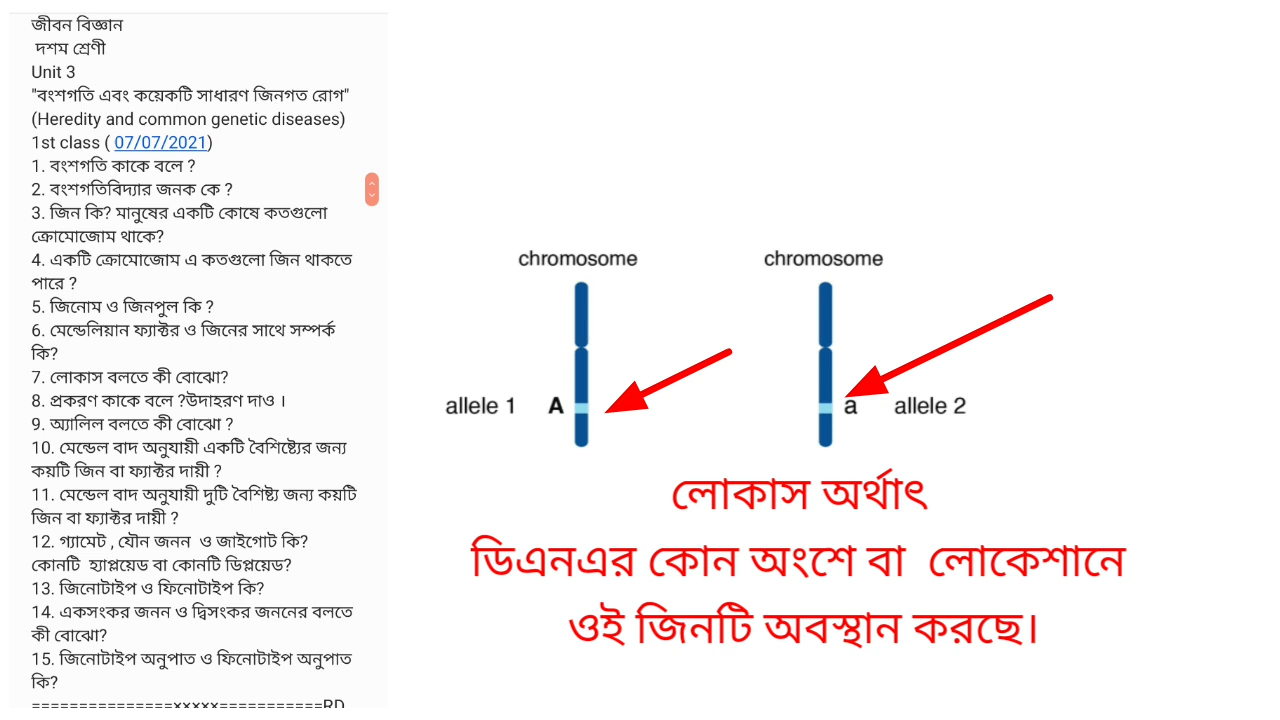 জীবন বিজ্ঞান
দশম শ্রেণী
Unit 3
"বংশগতি এবং কয়েকটি সাধারণ জিনগত রোগ"
(Heredity and common genetic diseases)
1st class ( 07/07/2021)
1. বংশগতি কাকে বলে ?
2. বংশগতিবিদ্যার জনক কে ?
3. জিন কি? মানুষের একটি কোষে কতগুলো
ক্রোমোজোম থাকে?
4. একটি ক্রোমোজোম এ কতগুলো জিন থাকতে
পারে ?
5. জিনোম ও জিনপুল কি ?
6. মেন্ডেলিয়ান ফ্যাক্টর ও জিনের সাথে সম্পর্ক
কি?
7. লোকাস বলতে কী বোঝো?
8. প্রকরণ কাকে বলে ?উদাহরণ দাও ।
9. অ্যালিল বলতে কী বোঝো ?
10. মেন্ডেল বাদ অনুযায়ী একটি বৈশিষ্ট্যের জন্য
কয়টি জিন বা ফ্যাক্টর দায়ী ?
11. মেন্ডেল বাদ অনুযায়ী দুটি বৈশিষ্ট্য জন্য কয়টি
জিন বা ফ্যাক্টর দায়ী ?
12. গ্যামেট , যৌন জনন ও জাইগোট কি?
কোনটি হ্যাপ্লয়েড বা কোনটি ডিপ্লয়েড?
13. জিনোটাইপ ও ফিনোটাইপ কি?
14. একসংকর জনন ও দ্বিসংকর জননের বলতে
কী বোঝো?
15. জিনোটাইপ অনুপাত ও ফিনোটাইপ অনুপাত
কি?
===============×××××===========RD
chromosome
chromosome
allele 1 A
a allele 2
লোকাস অর্থাৎ
ডিএনএর কোন অংশে বা লোকেশানে
ওই জিনটি অবস্থান করছে।